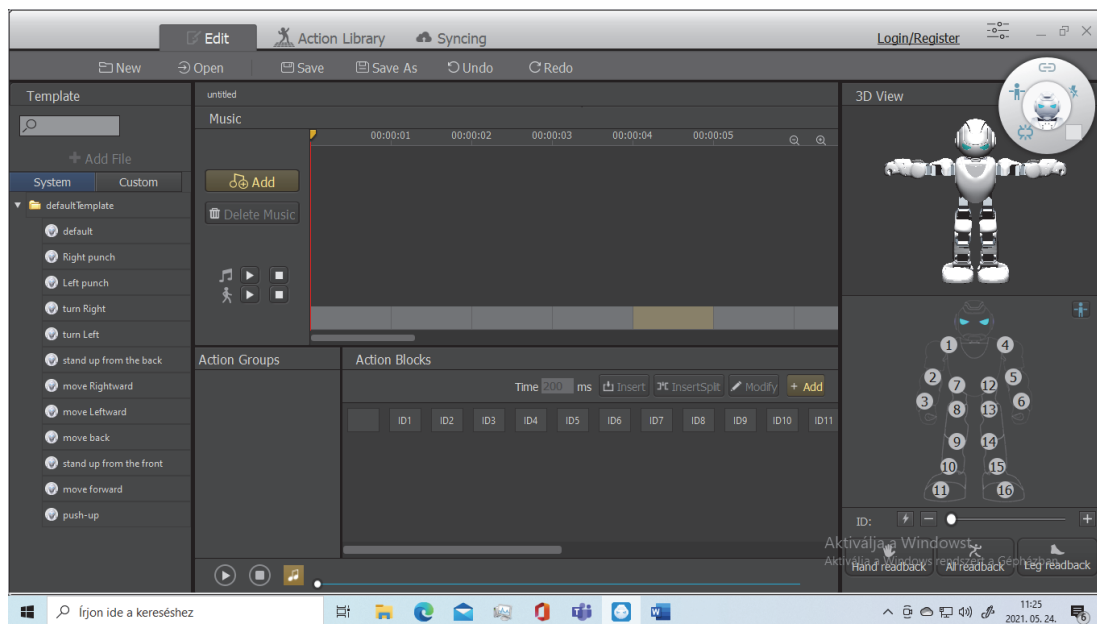 Edit
Action Library
Syncing
Login/Register
New
Open
Save
Save As
Undo
Redo
Template
untitled
3D View
Music
00:00:01 00:00:02 00:00:03 00:00:04 00:00:05
Add File
System Custom
Add
Delete Music
defaultTemplate
default
Right punch
Left punch
turn Right
turn Left
stand up from the back
move Rightward
move Leftward
move back
stand up from the front
move forward
push-up
Action Groups
Action Blocks
Time 200 ms Insert InsertSplit Modify + Add
ID1 ID2 ID3 ID4 ID5 ID6 ID7 ID8 ID9 ID10 ID11
1 4
2 7 12 5
3 8 13 6
9 14
10 15
11 16
ID:
Aktiválja a Windowst
Aktiválja a Windows rendszert a Gépházban.
Hand readback All readback Leg readback
Írjon ide a kereséshez
11:25
2021. 05. 24.
6